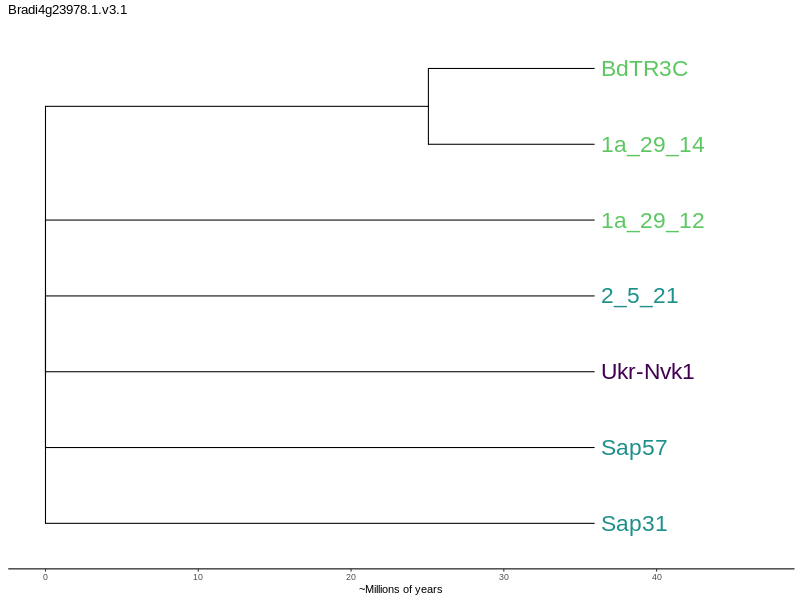 Bradi4g23978.1.v3.1
BdTR3C
1a_29_14
1a_29_12
2_5_21
Ukr-Nvk1
Sap57
Sap31
0 10 20 30 40
~Millions of years